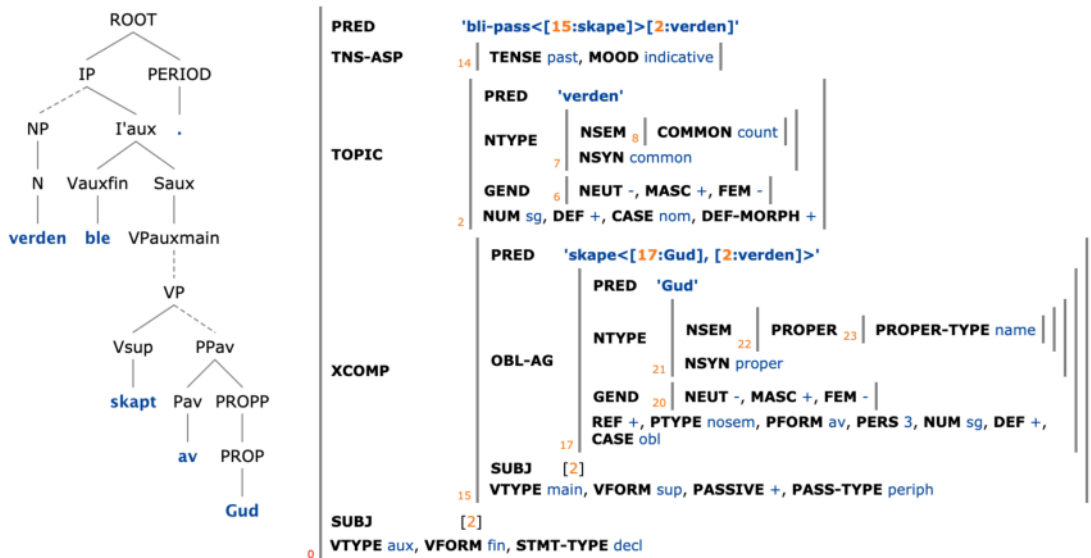 ROOT
IP PERIOD
NP I'aux .
N Vauxfin Saux
verden ble VPauxmain
VP
Vsup PPav
skapt Pav PROPP
av PROP
Gud
PRED 'bli-pass<[15:skape]>[2:verden]'
TNS-ASP 14 TENSE past, MOOD indicative
PRED 'verden'
NTYPE NSEM 8 COMMON count
7 NSYN common
TOPIC
GEND 6 NEUT -, MASC +, FEM -
2 NUM sg, DEF +, CASE nom, DEF-MORPH +
PRED 'skape<[17:Gud], [2:verden]>'
PRED 'Gud'
NTYPE NSEM 22 PROPER 23 PROPER-TYPE name
21 NSYN proper
XCOMP OBL-AG
GEND 20 NEUT -, MASC +, FEM -
REF +, PTYPE nosem, PFORM av, PERS 3, NUM sg, DEF +,
17 CASE obl
SUBJ [2]
15 VTYPE main, VFORM sup, PASSIVE +, PASS-TYPE periph
SUBJ [2]
0 VTYPE aux, VFORM fin, STMT-TYPE decl